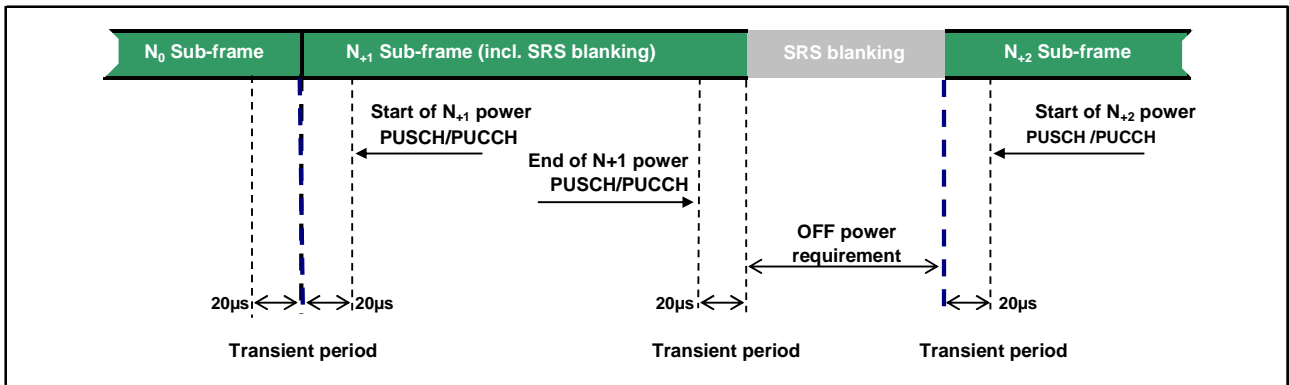 N₀ Sub-frame
N₊₁ Sub-frame (incl. SRS blanking)
SRS blanking
N₊₂ Sub-frame
Start of N₊₁ power
PUSCH/PUCCH
End of N+1 power
PUSCH/PUCCH
Start of N₊₂ power
PUSCH /PUCCH
OFF power
requirement
20µs
20µs
20µs
20µs
Transient period
Transient period
Transient period